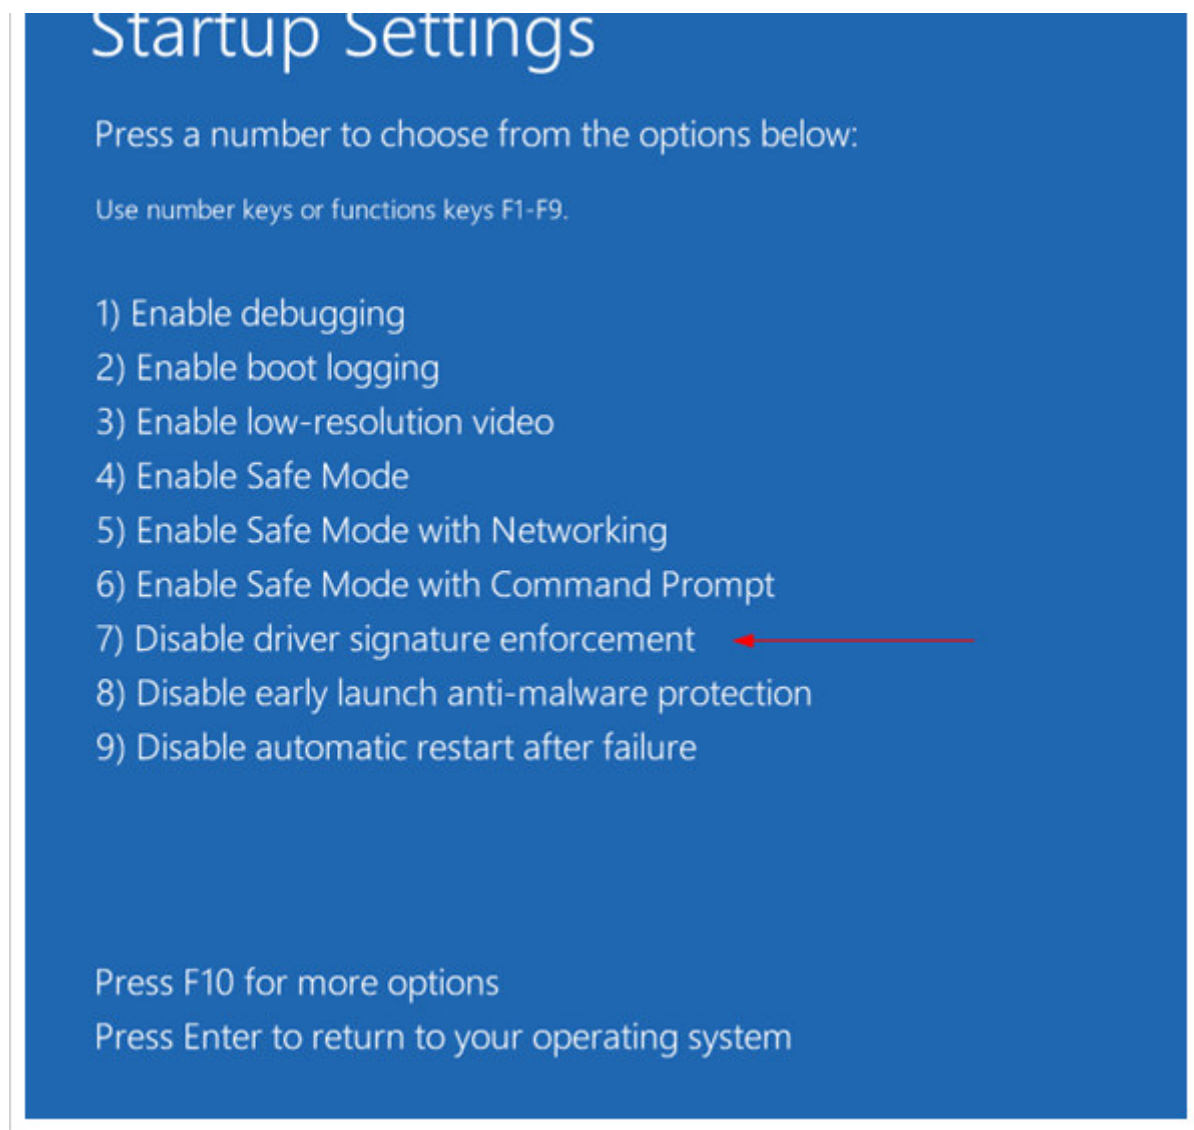 Startup Settings
Press a number to choose from the options below:
Use number keys or functions keys F1-F9.
1) Enable debugging
2) Enable boot logging
3) Enable low-resolution video
4) Enable Safe Mode
5) Enable Safe Mode with Networking
6) Enable Safe Mode with Command Prompt
7) Disable driver signature enforcement
8) Disable early launch anti-malware protection
9) Disable automatic restart after failure
Press F10 for more options
Press Enter to return to your operating system